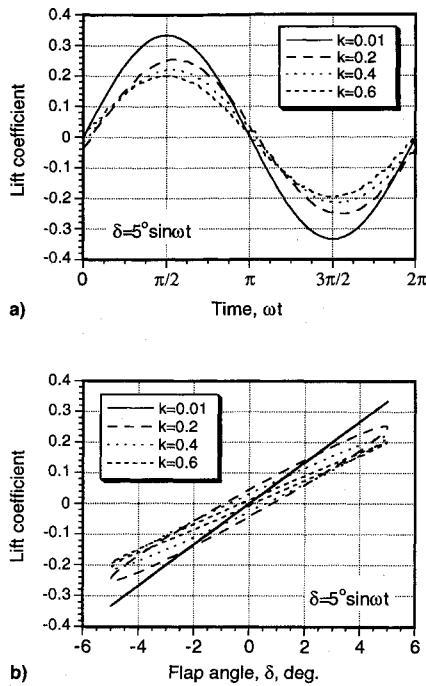 0.4
0.3
0.2
0.1
0
-0.1
-0.2
-0.3
-0.4
Lift coefficient
k=0.01
k=0.2
k=0.4
k=0.6
δ=5°sinωt
0
π/2
π
3π/2
2π
a)
Time, ωt
0.4
0.3
0.2
0.1
0
-0.1
-0.2
-0.3
-0.4
Lift coefficient
k=0.01
k=0.2
k=0.4
k=0.6
δ=5°sinωt
-6
-4
-2
0
2
4
6
b)
Flap angle, δ, deg.